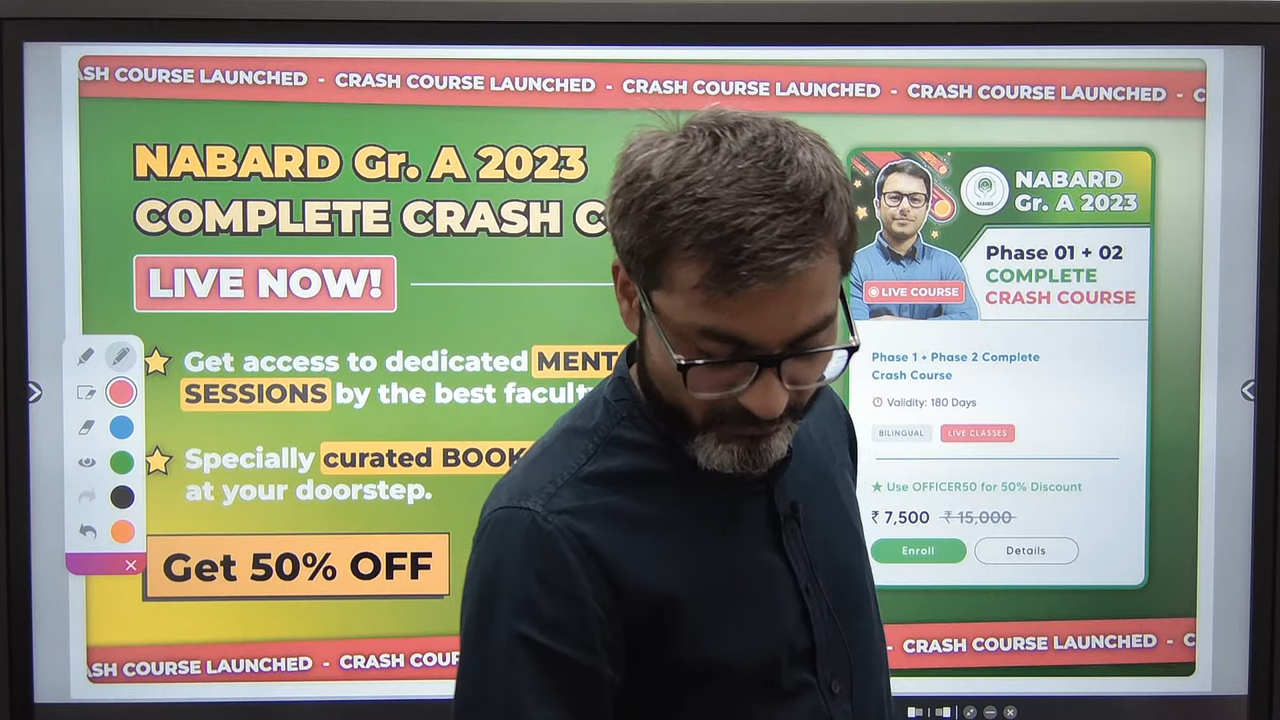 ASH COURSE LAUNCHED - CRASH COURSE LAUNCHED - CRASH COURSE LAUNCHED - CRASH COURSE LAUNCHED - C
NABARD Gr. A 2023
COMPLETE CRASH C
LIVE NOW!
Get access to dedicated MENT
SESSIONS by the best facult
Specially curated BOOK
at your doorstep.
Get 50% OFF
NABARD
Gr. A 2023
Phase 01 + 02
COMPLETE
CRASH COURSE
LIVE COURSE
Phase 1 + Phase 2 Complete
Crash Course
Validity: 180 Days
BILINGUAL LIVE CLASSES
Use OFFICER50 for 50% Discount
₹ 7,500 ₹ 15,000
Enroll Details
ASH COURSE LAUNCHED - CRASH COUR
- CRASH COURSE LAUNCHED - C